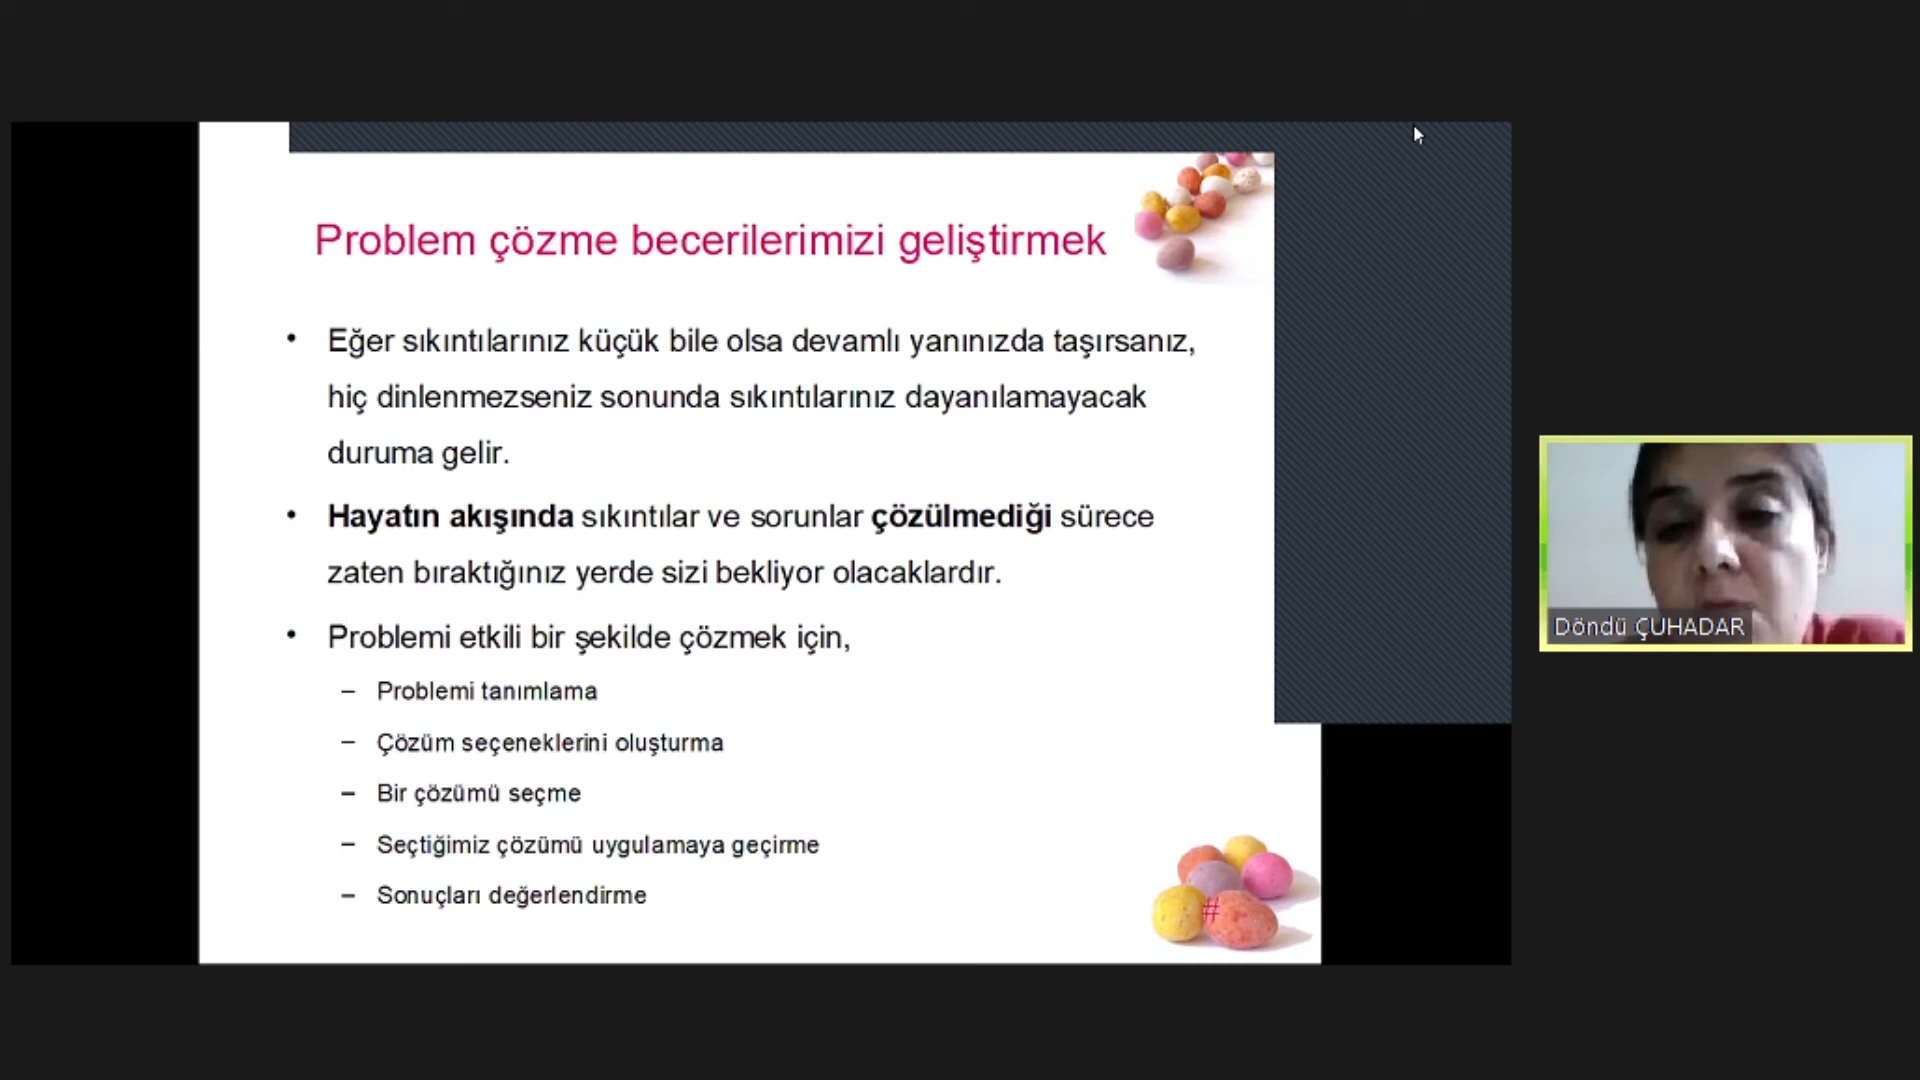 Problem çözme becerilerimizi geliştirmek
• Eğer sıkıntılarınız küçük bile olsa devamlı yanınızda taşırsanız,
hiç dinlenmezseniz sonunda sıkıntılarınız dayanılamayacak
duruma gelir.
• Hayatın akışında sıkıntılar ve sorunlar çözülmediği sürece
zaten bıraktığınız yerde sizi bekliyor olacaklardır.
• Problemi etkili bir şekilde çözmek için,
– Problemi tanımlama
– Çözüm seçeneklerini oluşturma
– Bir çözümü seçme
– Seçtiğimiz çözümü uygulamaya geçirme
– Sonuçları değerlendirme
#
Döndü ÇUHADAR